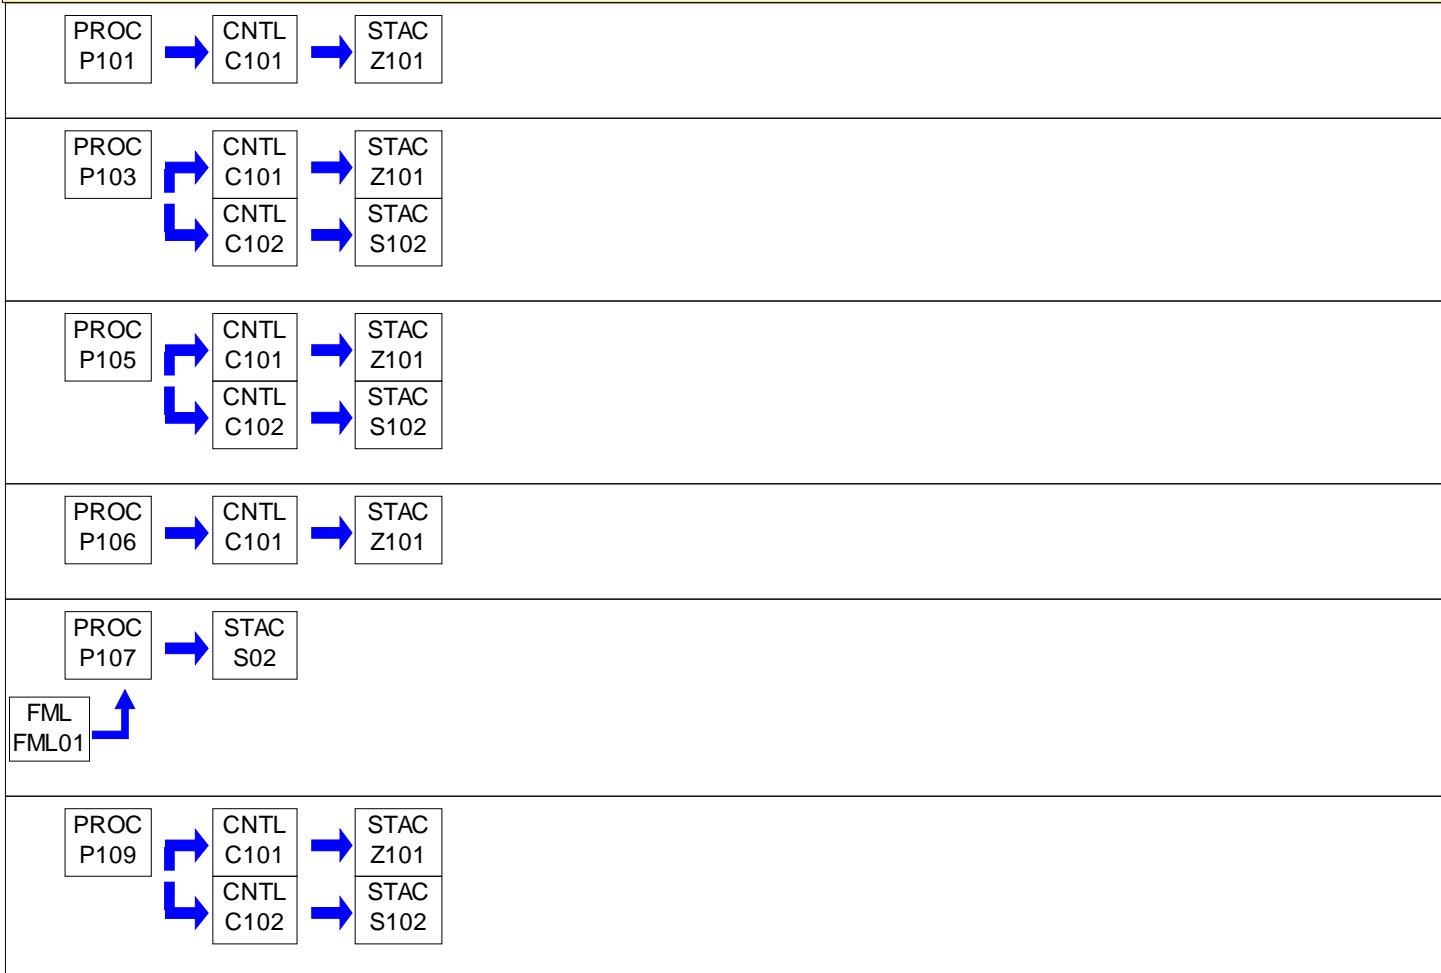 PROC CNTL STAC
P101 C101 Z101
PROC CNTL STAC
P103 C101 Z101
CNTL STAC
C102 S102
PROC CNTL STAC
P105 C101 Z101
CNTL STAC
C102 S102
PROC CNTL STAC
P106 C101 Z101
PROC STAC
P107 S02
FML
FML01
PROC CNTL STAC
P109 C101 Z101
CNTL STAC
C102 S102